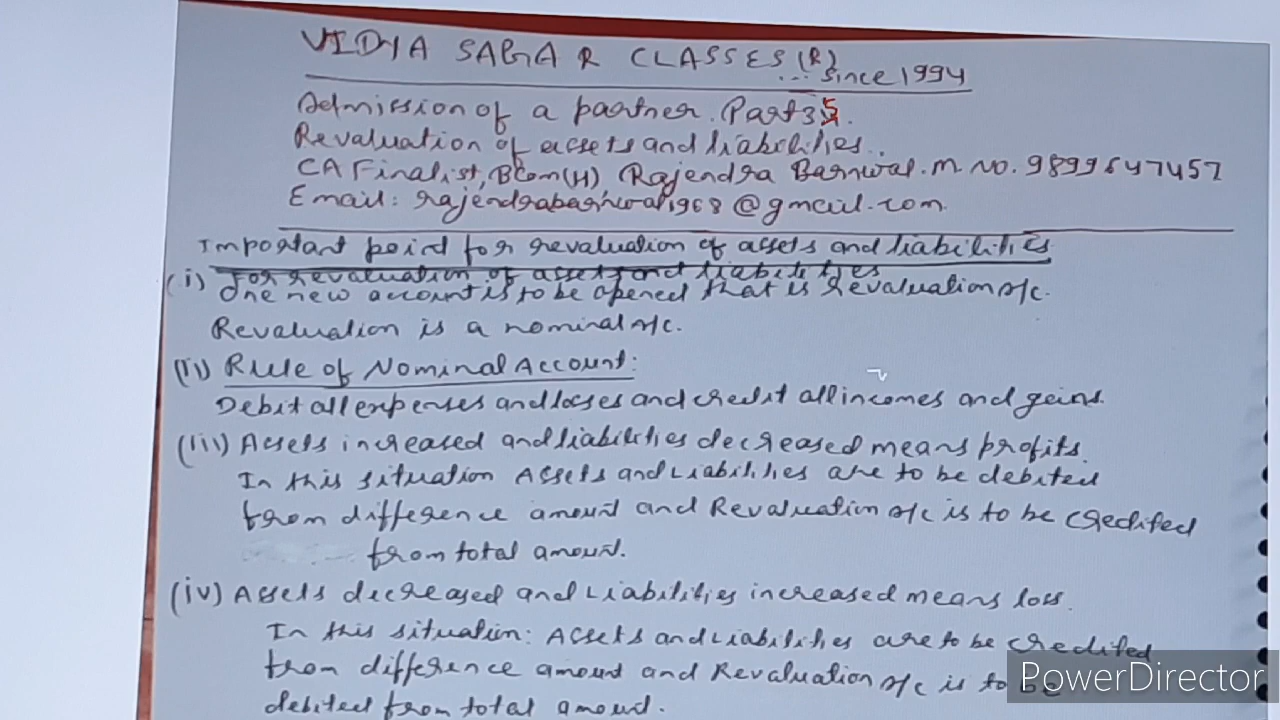 VIDYA SAGAR CLASSES (R)
... since 1994
Admission of a partner. Part 35.
Revaluation of assets and liabilities.
CA Finalist, BCom(H), Rajendra Barnwal. M. NO. 9899647457
Email: rajendrabarnwal1968@gmail.com
Important point for revaluation of assets and liabilities
(i) For revaluation of assets and liabilities
One new account is to be opened that is revaluation A/c.
Revaluation is a nominal A/c.
(ii) Rule of Nominal Account:
Debit all expenses and losses and credit all incomes and gains.
(iii) Assets increased and liabilities decreased means profits.
In this situation Assets and Liabilities are to be debited
from difference amount and Revaluation A/c is to be credited
from total amount.
(iv) Assets decreased and Liabilities increased means loss.
In this situation: Assets and Liabilities are to be credited
from difference amount and Revaluation A/c is to be
debited from total amound.
PowerDirector